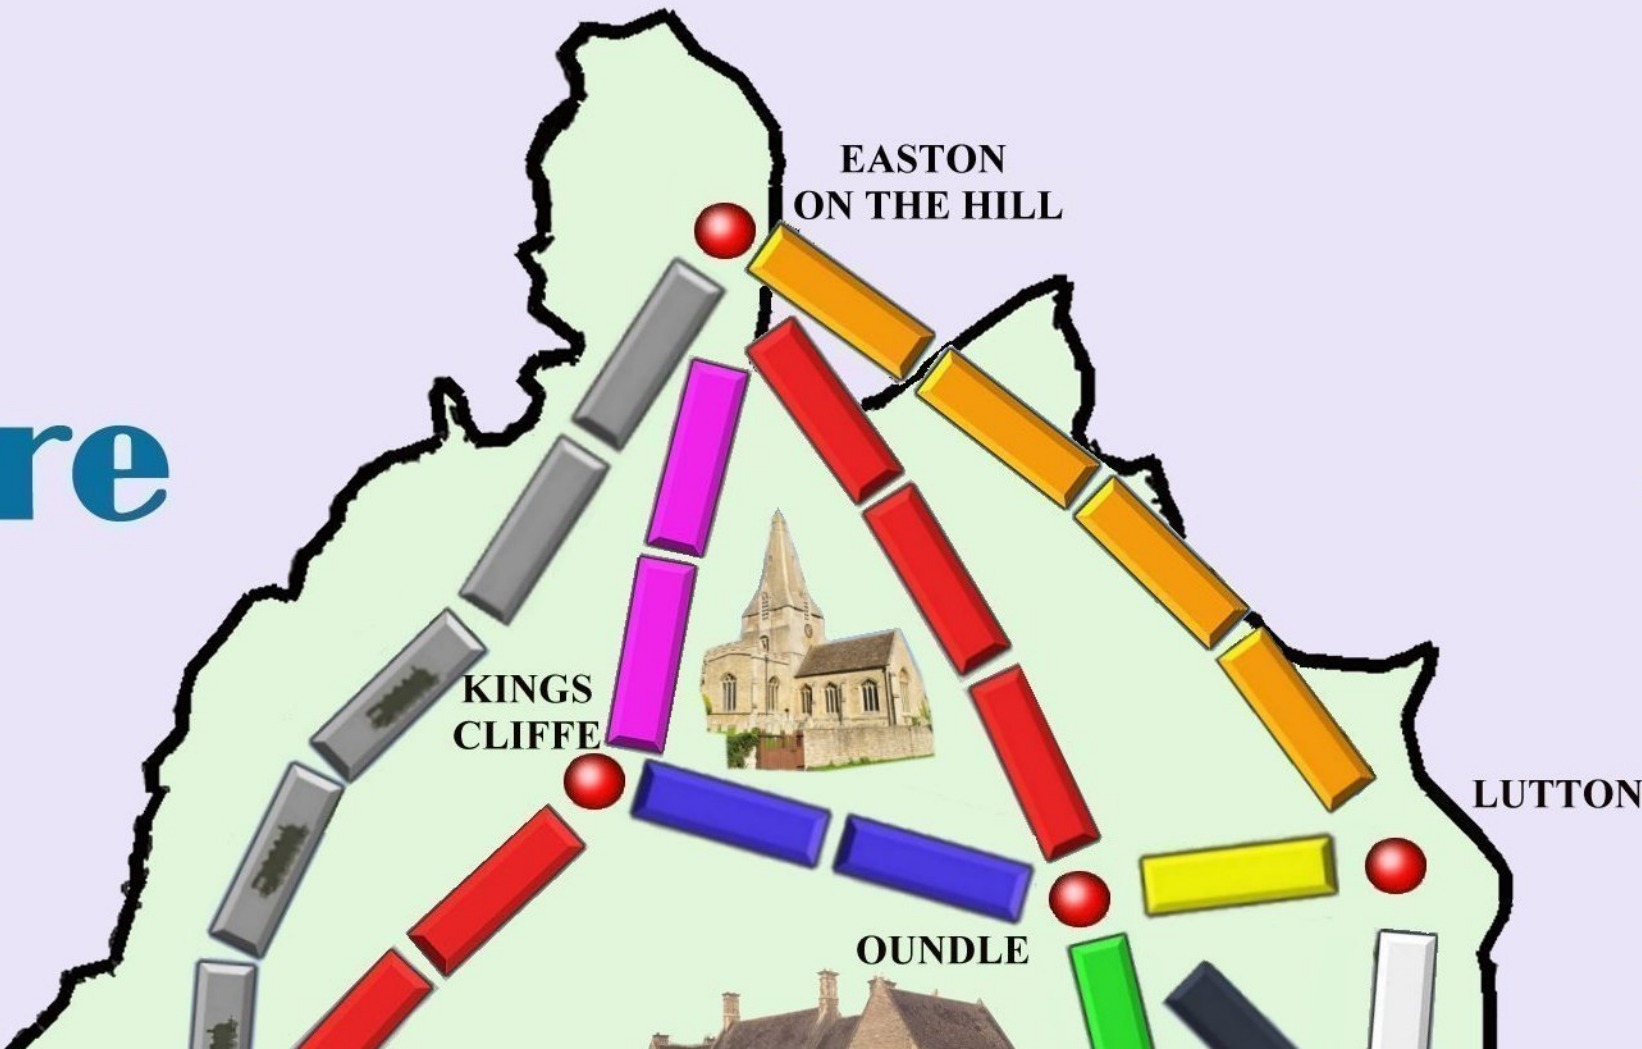 EASTON
ON THE HILL
re
KINGS
CLIFFE
LUTTON
OUNDLE